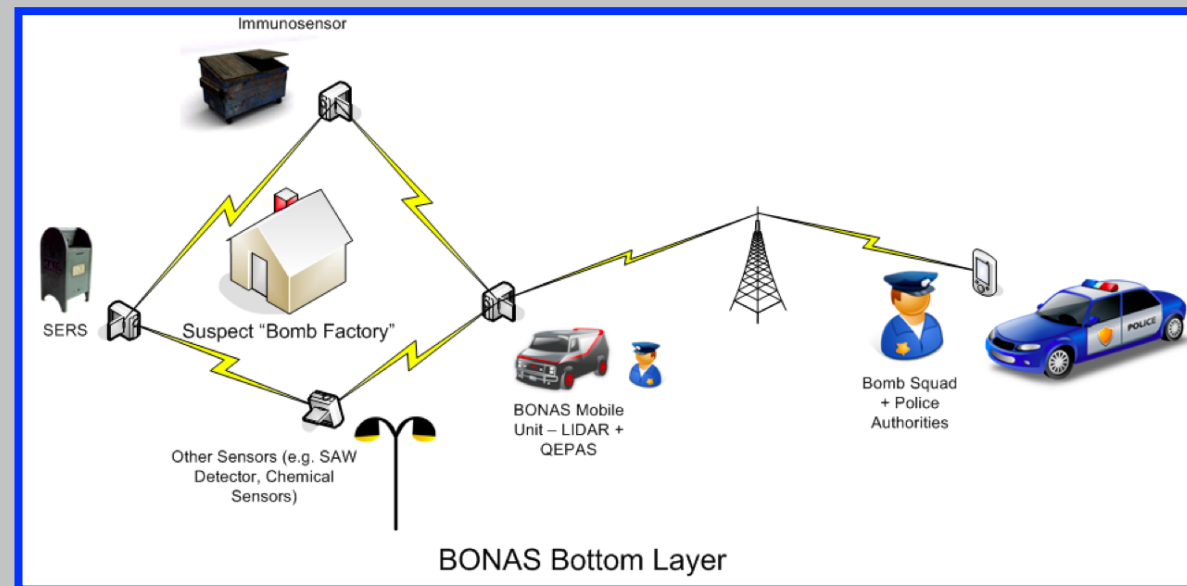 Immunosensor
SERS
Suspect “Bomb Factory”
Other Sensors (e.g. SAW
Detector, Chemical
Sensors)
BONAS Mobile
Unit – LIDAR +
QEPAS
Bomb Squad
+ Police
Authorities
POLICE
BONAS Bottom Layer